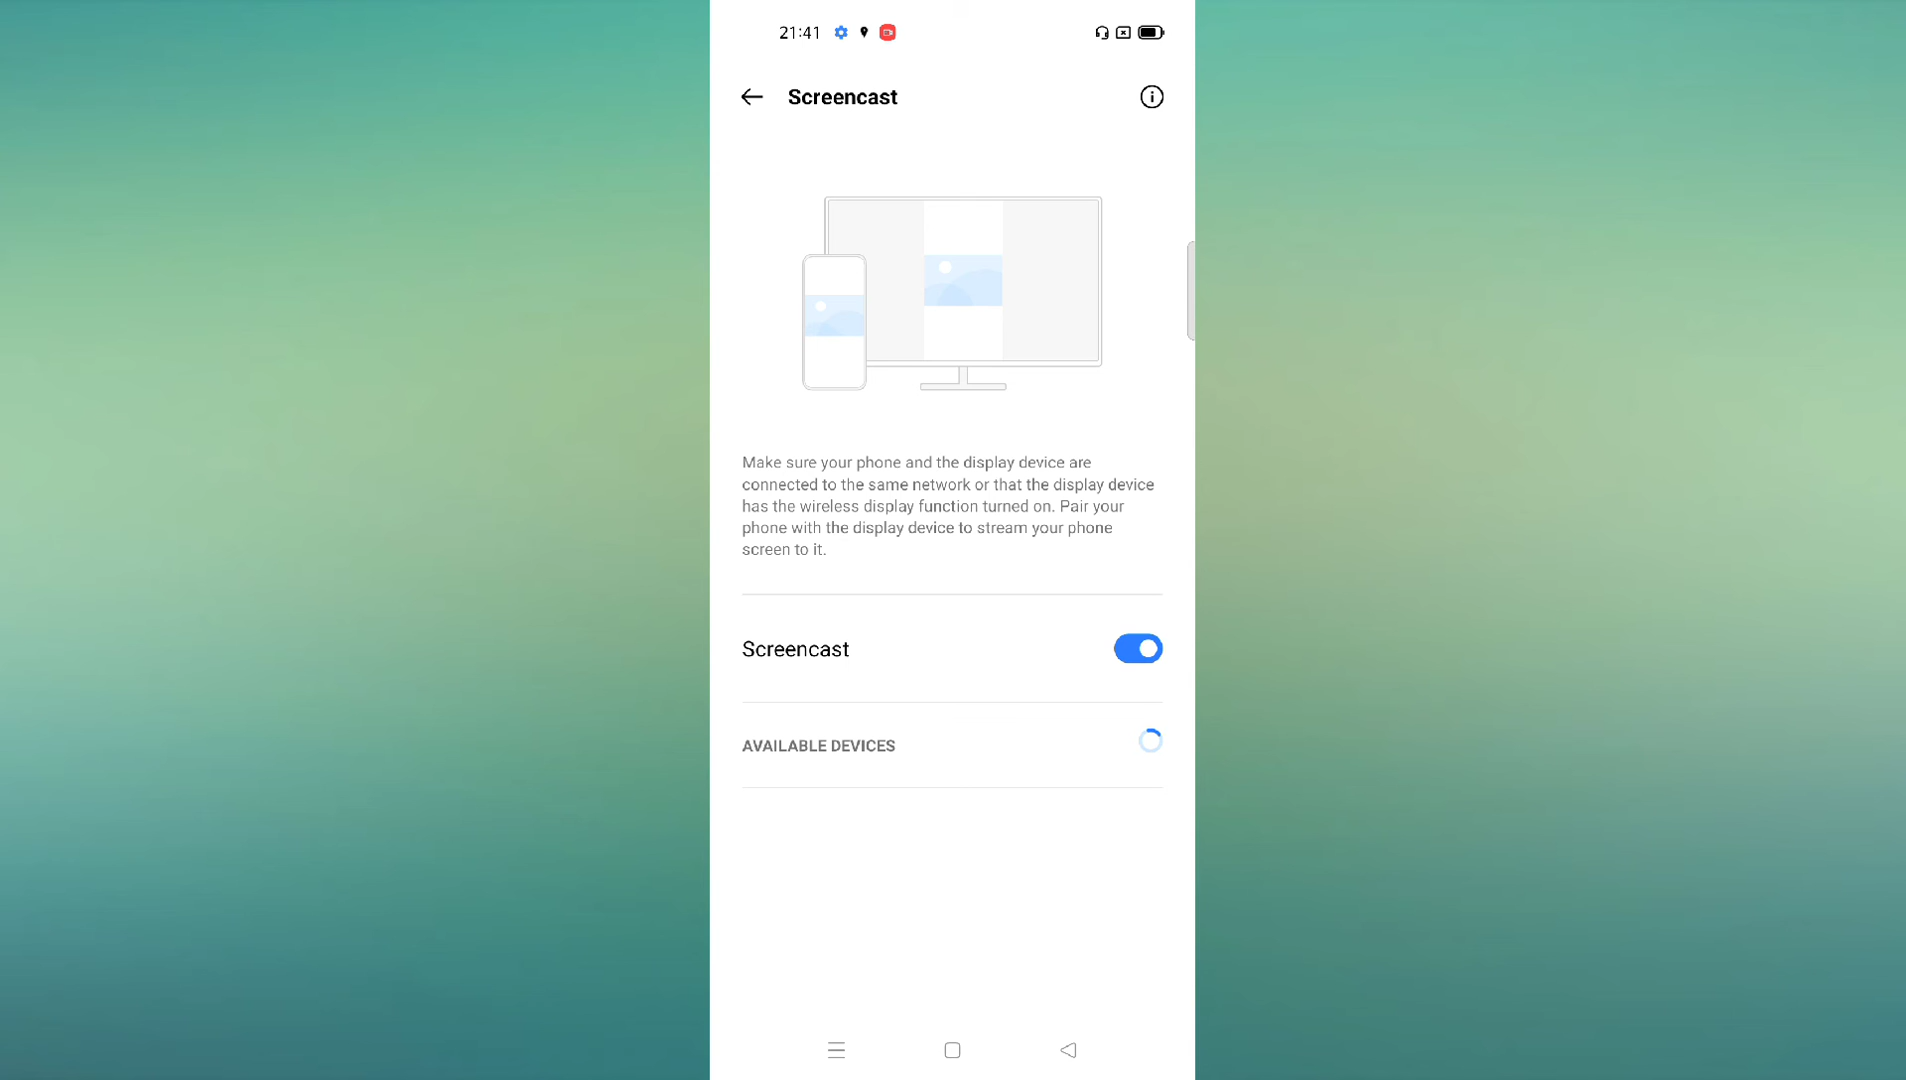 21:41
Screencast
Make sure your phone and the display device are
connected to the same network or that the display device
has the wireless display function turned on. Pair your
phone with the display device to stream your phone
screen to it.
Screencast
AVAILABLE DEVICES